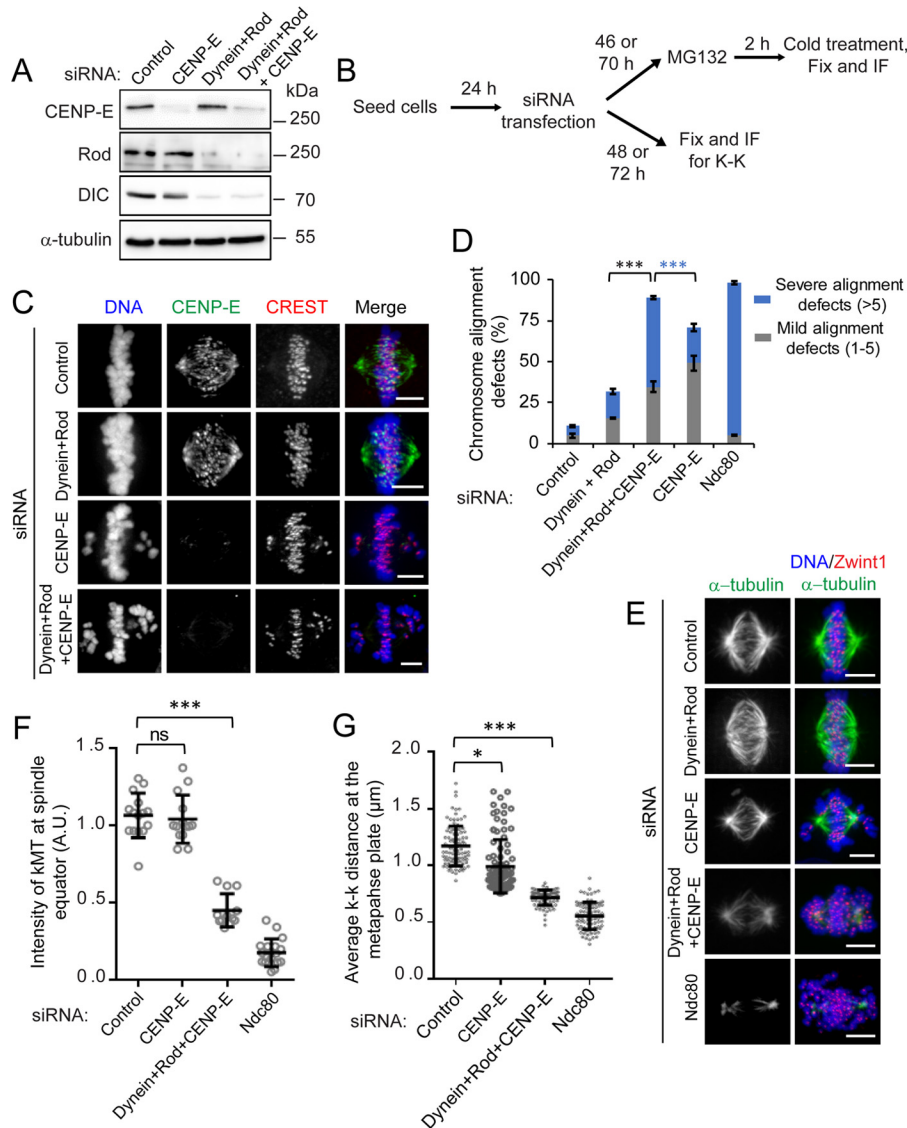 A
siRNA:
Control
CENP-E
Dynein+Rod
Dynein+Rod
+ CENP-E
kDa
CENP-E
250
Rod
250
DIC
70
α-tubulin
55
B
Seed cells
24 h
siRNA
transfection
46 or
70 h
MG132
2 h
Cold treatment,
Fix and IF
48 or
72 h
Fix and IF
for K-K
C
DNA
CENP-E
CREST
Merge
siRNA
Control
Dynein+Rod
CENP-E
Dynein+Rod
+CENP-E
D
Chromosome alignment
defects (%)
100
75
50
25
0
***
***
Severe alignment
defects (>5)
Mild alignment
defects (1-5)
siRNA:
Control
Dynein + Rod
Dynein+Rod+CENP-E
CENP-E
Ndc80
E
α–tubulin
DNA/Zwint1
α–tubulin
siRNA
Control
Dynein+Rod
CENP-E
Dynein+Rod
+CENP-E
Ndc80
F
Intensity of kMT at spindle
equator (A.U.)
1.5
1.0
0.5
0.0
***
ns
siRNA:
Control
CENP-E
Dynein+Rod+CENP-E
Ndc80
G
Average k-k distance at the
metapahse plate (μm)
2.0
1.5
1.0
0.5
0.0
***
*
siRNA:
Control
CENP-E
Dynein+Rod+CENP-E
Ndc80